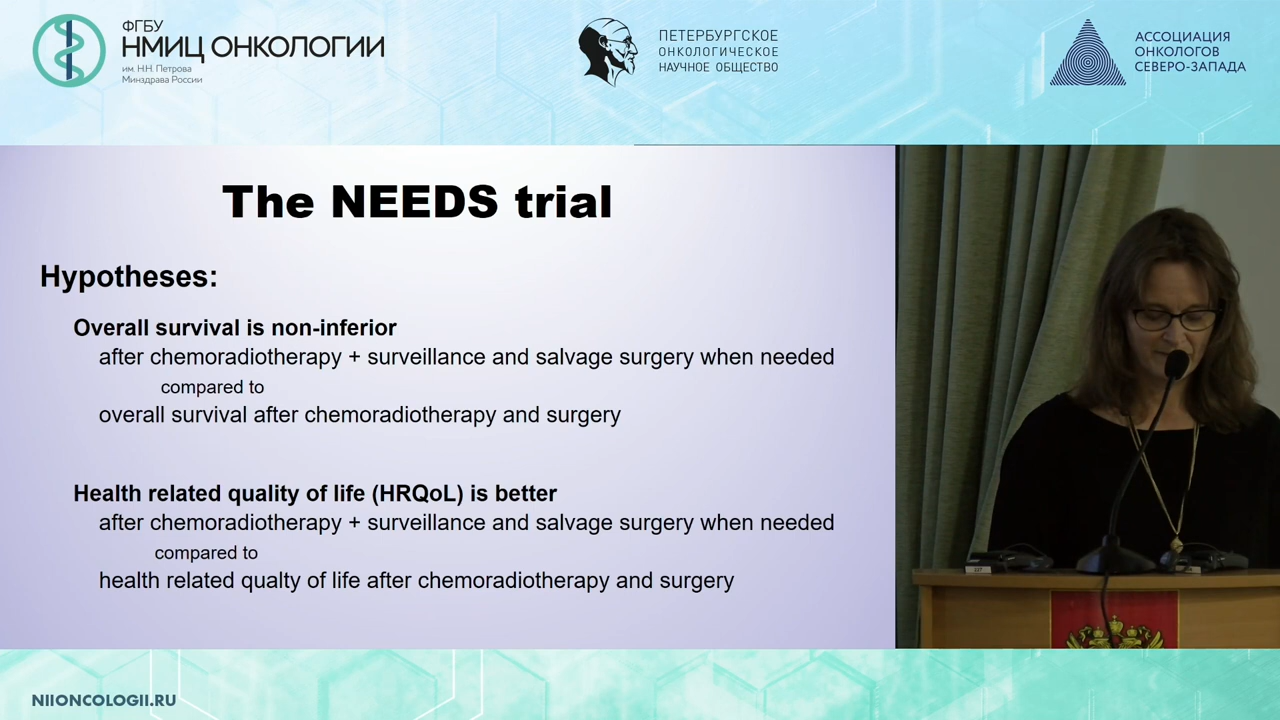 ФГБУ
НМИЦ ОНКОЛОГИИ
им. Н.Н. Петрова
Минздрава России
ПЕТЕРБУРГСКОЕ
ОНКОЛОГИЧЕСКОЕ
НАУЧНОЕ ОБЩЕСТВО
АССОЦИАЦИЯ
ОНКОЛОГОВ
СЕВЕРО-ЗАПАДА
The NEEDS trial
Hypotheses:
Overall survival is non-inferior
after chemoradiotherapy + surveillance and salvage surgery when needed
compared to
overall survival after chemoradiotherapy and surgery
Health related quality of life (HRQoL) is better
after chemoradiotherapy + surveillance and salvage surgery when needed
compared to
health related qualty of life after chemoradiotherapy and surgery
NIIONCOLOGII.RU